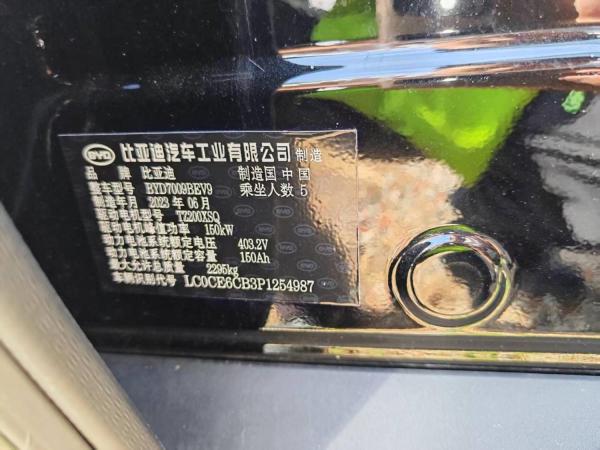 BYD 比亚迪汽车工业有限公司 制造
品 牌 比亚迪 制造国 中国
整车型号 BYD7009BEV9 乘坐人数 5
制造年月 2023 年 06 月
驱动电机型号 TZ200XSQ
驱动电机峰值功率 150kW
动力电池系统额定电压 403.2V
动力电池系统额定容量 150Ah
最大允许总质量 2295kg
车辆识别代号 LC0CE6CB3P1254987